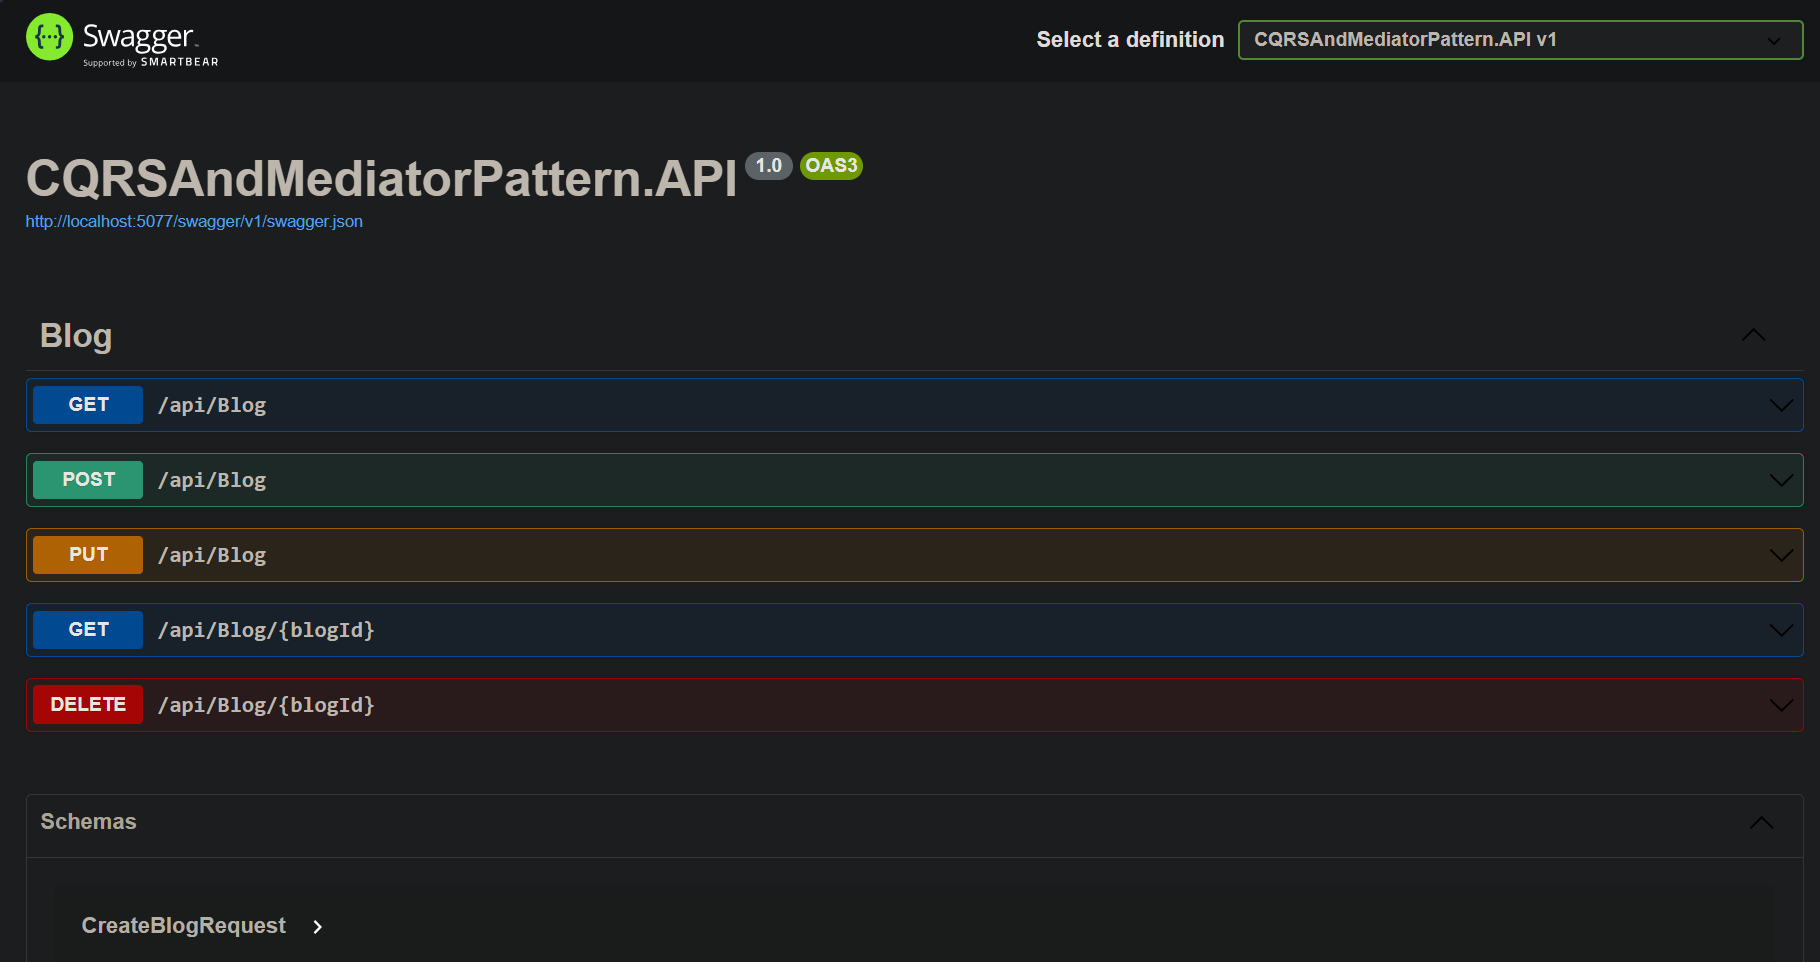 {···} Swagger™
Supported by SMARTBEAR
Select a definition
CQRSAndMediatorPattern.API v1
CQRSAndMediatorPattern.API 1.0 OAS3
http://localhost:5077/swagger/v1/swagger.json
Blog
GET /api/Blog
POST /api/Blog
PUT /api/Blog
GET /api/Blog/{blogId}
DELETE /api/Blog/{blogId}
Schemas
CreateBlogRequest